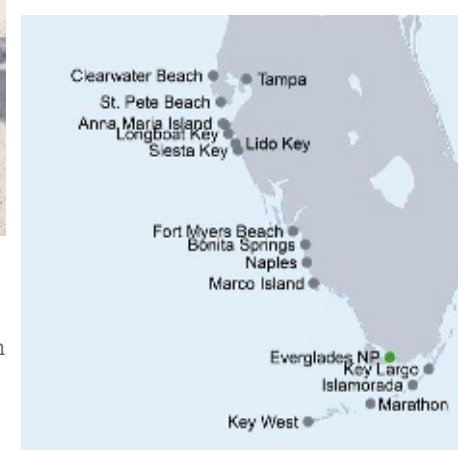 Clearwater Beach
Tampa
St. Pete Beach
Anna Maria Island
Longboat Key
Lido Key
Siesta Key
Fort Myers Beach
Bonita Springs
Naples
Marco Island
Everglades NP
Key Largo
Islamorada
Marathon
Key West